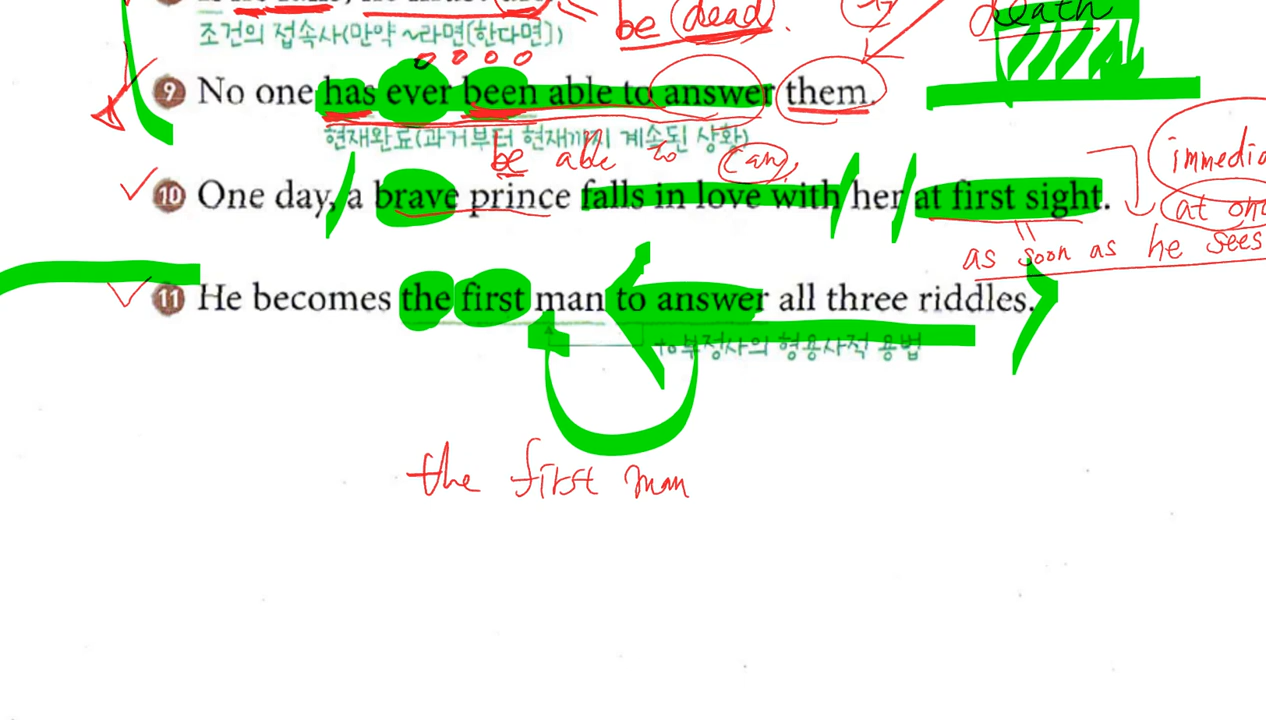 be dead. death
조건의 접속사(만약 ~라면[한다면])
9 No one has ever been able to answer them.
현재완료(과거부터 현재까지 계속된 상황)
be able to can
10 One day, a brave prince falls in love with her at first sight.
as soon as he sees
11 He becomes the first man to answer all three riddles.
to부정사의 형용사적 용법
the first man